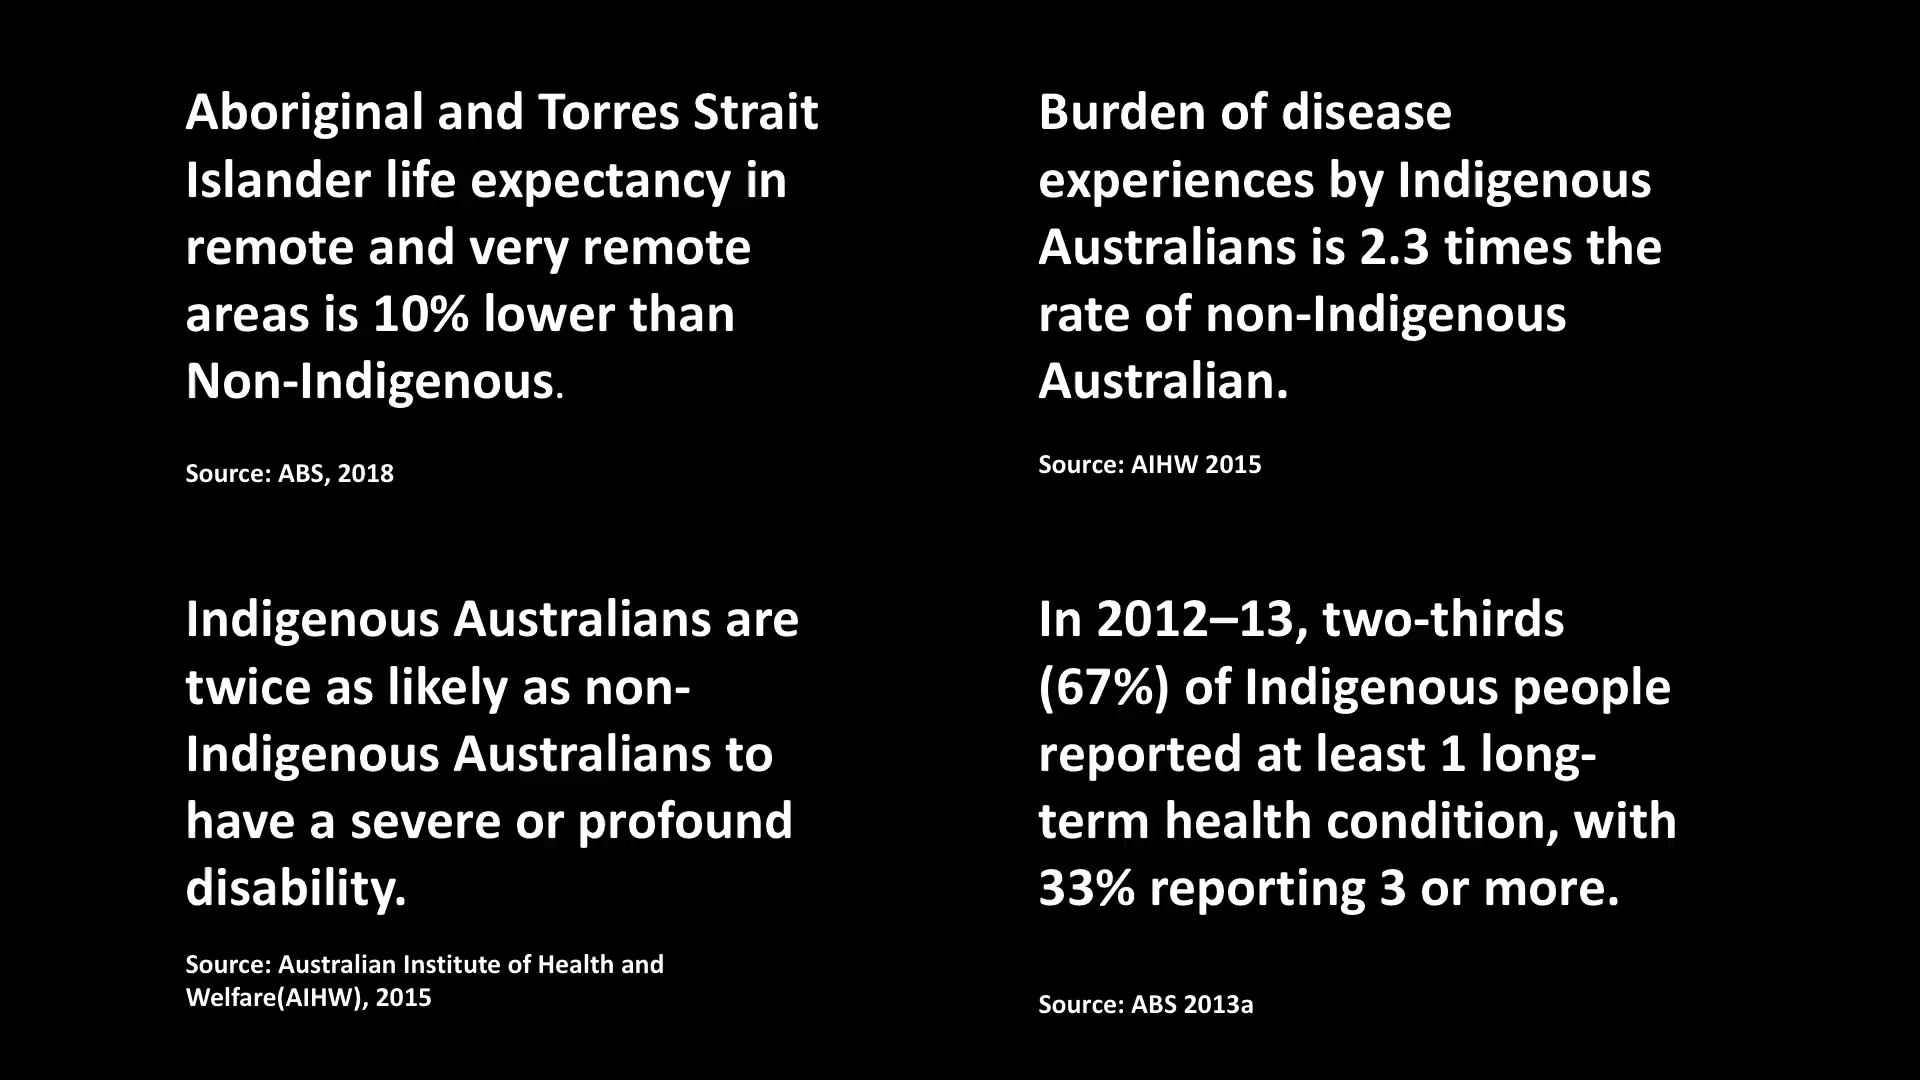 Aboriginal and Torres Strait
Islander life expectancy in
remote and very remote
areas is 10% lower than
Non-Indigenous.
Source: ABS, 2018
Burden of disease
experiences by Indigenous
Australians is 2.3 times the
rate of non-Indigenous
Australian.
Source: AIHW 2015
Indigenous Australians are
twice as likely as non-
Indigenous Australians to
have a severe or profound
disability.
Source: Australian Institute of Health and
Welfare(AIHW), 2015
In 2012–13, two-thirds
(67%) of Indigenous people
reported at least 1 long-
term health condition, with
33% reporting 3 or more.
Source: ABS 2013a